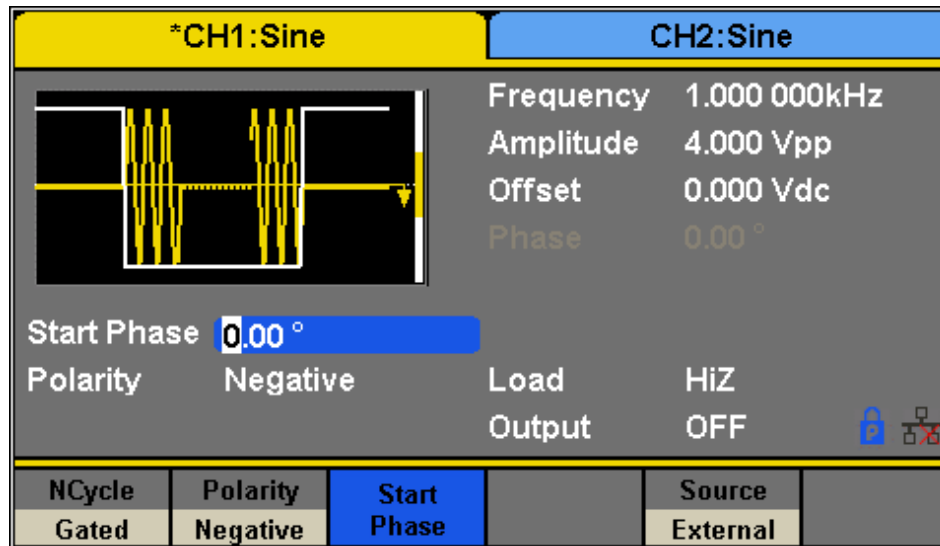 *CH1:Sine CH2:Sine
Frequency 1.000 000kHz
Amplitude 4.000 Vpp
Offset 0.000 Vdc
Phase 0.00 °
Start Phase 0.00 °
Polarity Negative Load HiZ
Output OFF P
NCycle Polarity Start Phase Source
Gated Negative External